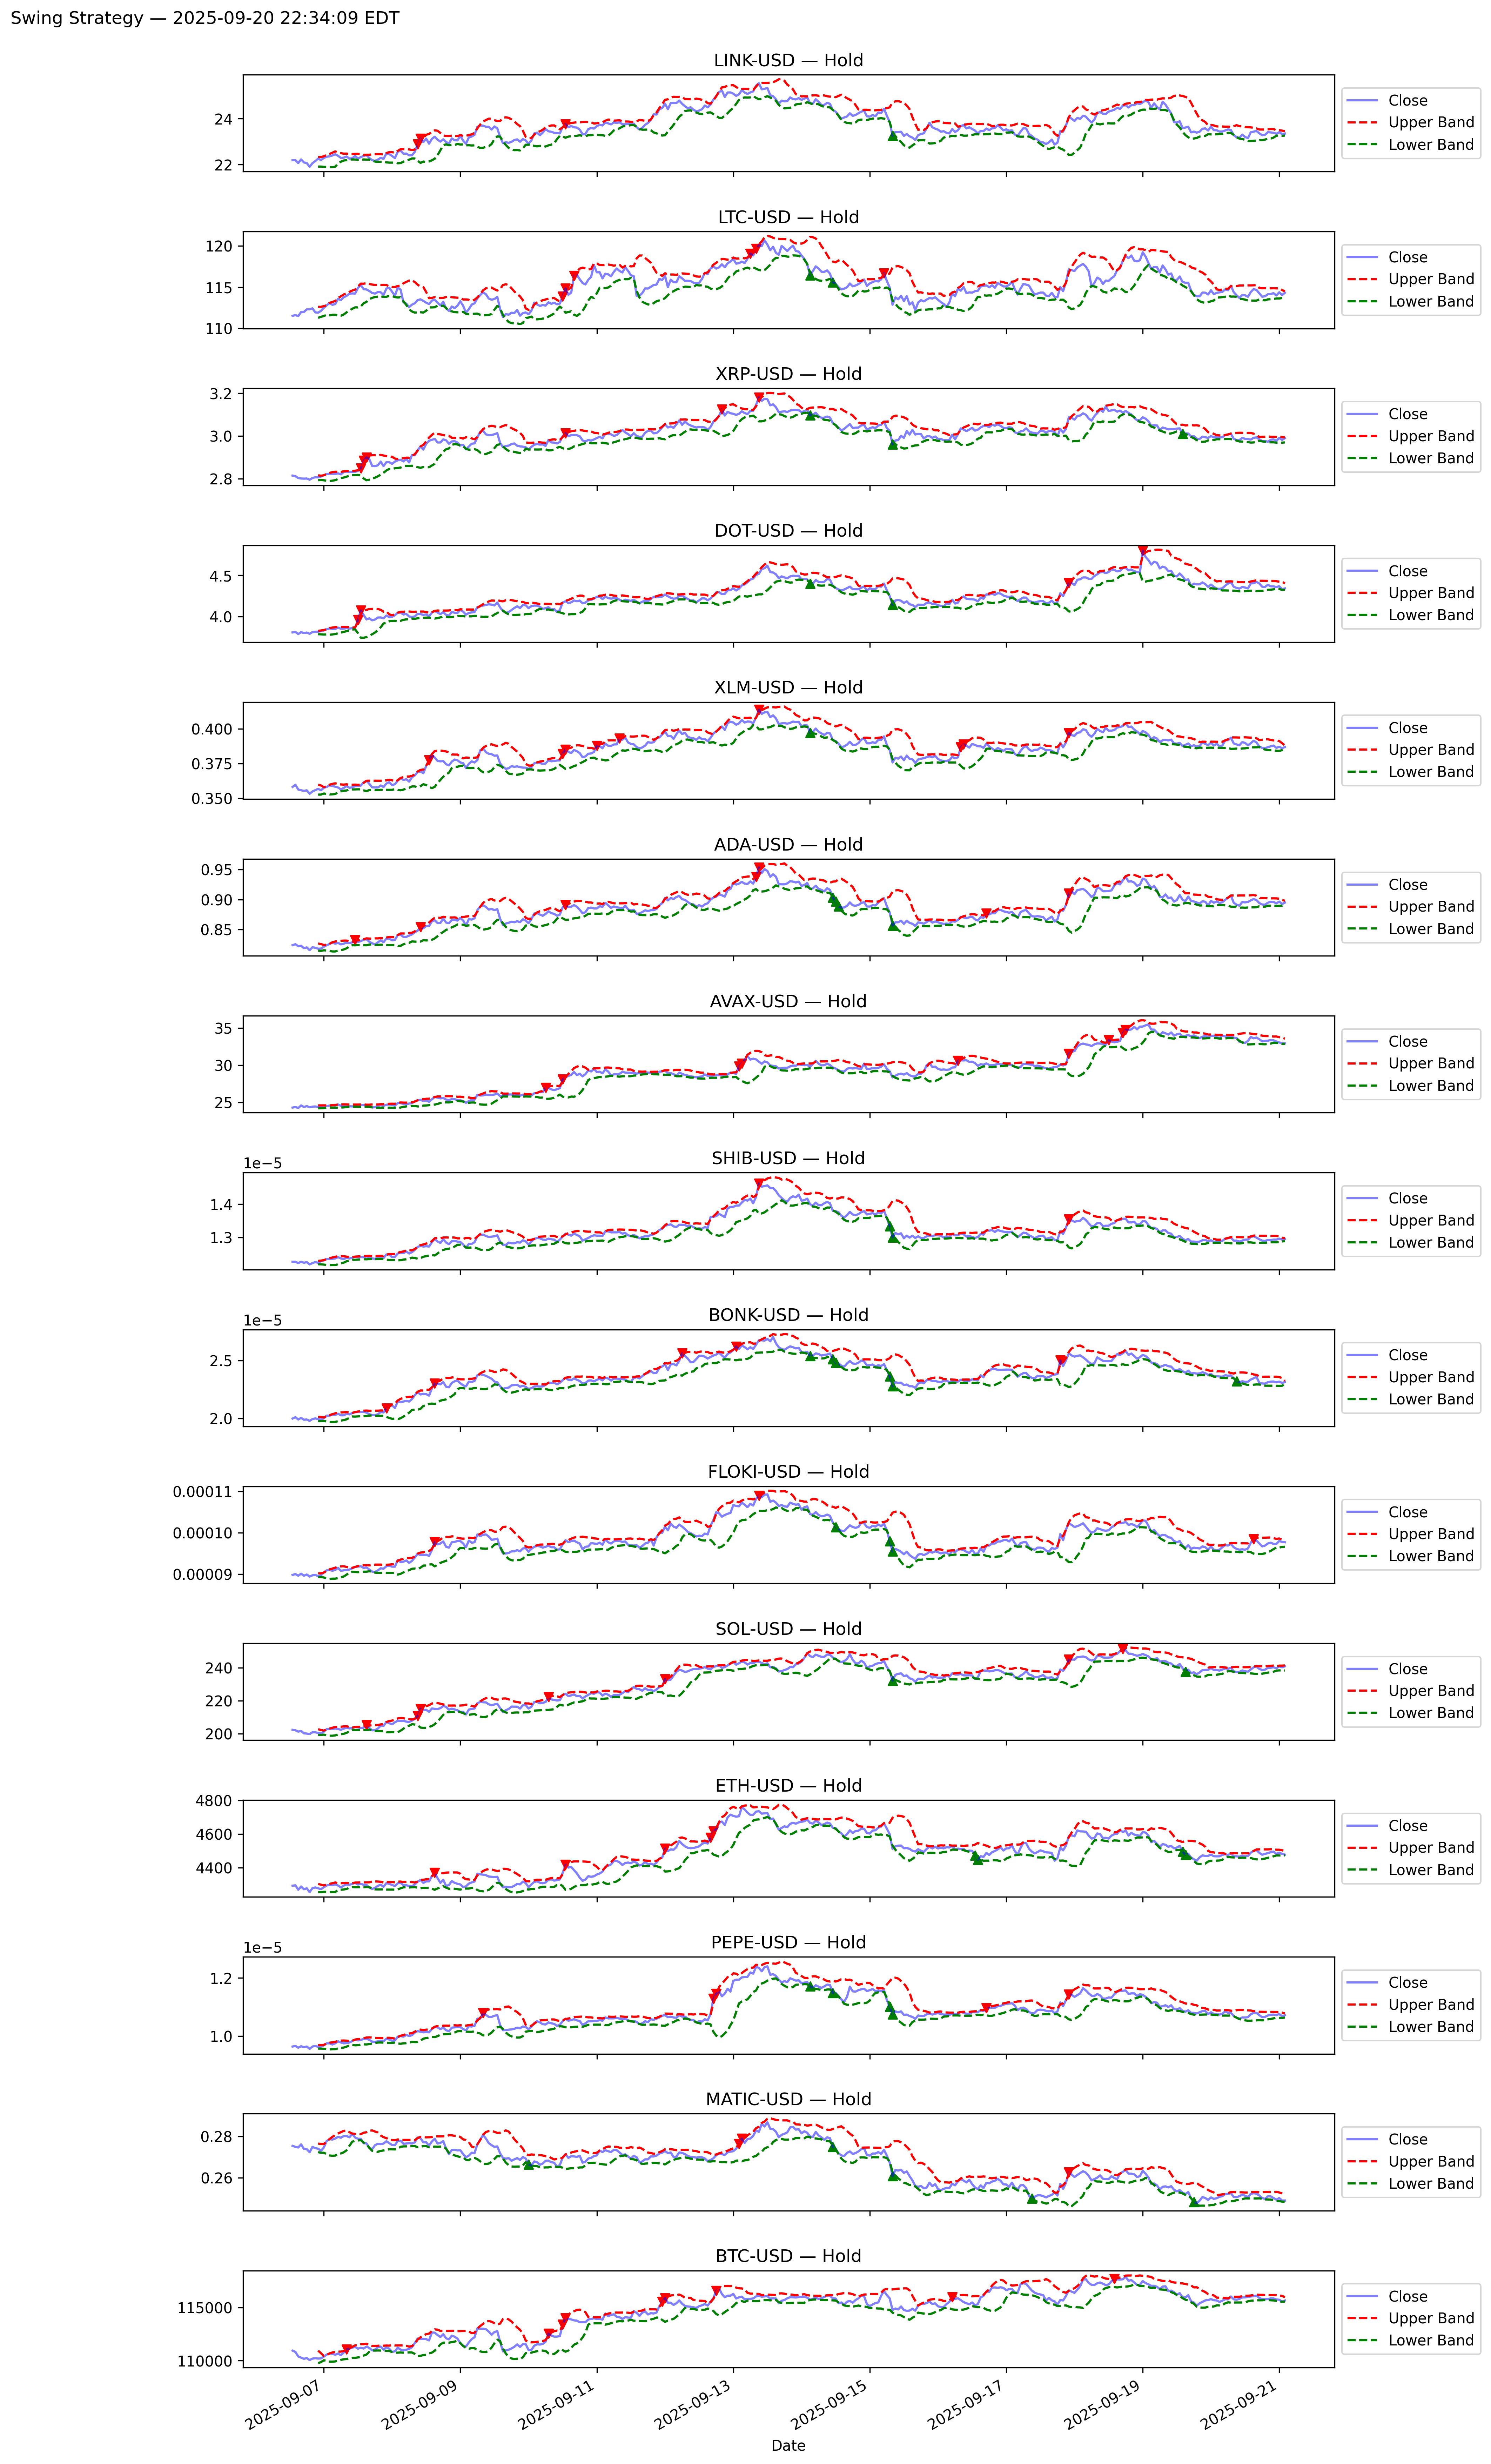 Swing Strategy — 2025-09-20 22:34:09 EDT
LINK-USD — Hold
24
22
Close
Upper Band
Lower Band
LTC-USD — Hold
120
115
110
Close
Upper Band
Lower Band
XRP-USD — Hold
3.2
3.0
2.8
Close
Upper Band
Lower Band
DOT-USD — Hold
4.5
4.0
Close
Upper Band
Lower Band
XLM-USD — Hold
0.400
0.375
0.350
Close
Upper Band
Lower Band
ADA-USD — Hold
0.95
0.90
0.85
Close
Upper Band
Lower Band
AVAX-USD — Hold
35
30
25
Close
Upper Band
Lower Band
SHIB-USD — Hold
1e−5
1.4
1.3
Close
Upper Band
Lower Band
BONK-USD — Hold
1e−5
2.5
2.0
Close
Upper Band
Lower Band
FLOKI-USD — Hold
0.00011
0.00010
0.00009
Close
Upper Band
Lower Band
SOL-USD — Hold
240
220
200
Close
Upper Band
Lower Band
ETH-USD — Hold
4800
4600
4400
Close
Upper Band
Lower Band
PEPE-USD — Hold
1e−5
1.2
1.0
Close
Upper Band
Lower Band
MATIC-USD — Hold
0.28
0.26
Close
Upper Band
Lower Band
BTC-USD — Hold
115000
110000
Close
Upper Band
Lower Band
2025-09-07
2025-09-09
2025-09-11
2025-09-13
2025-09-15
2025-09-17
2025-09-19
2025-09-21
Date